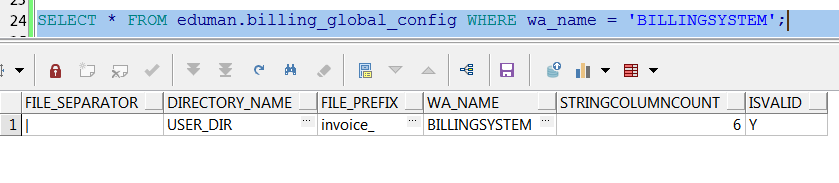 24 SELECT * FROM eduman.billing_global_config WHERE wa_name = 'BILLINGSYSTEM';
FILE_SEPARATOR DIRECTORY_NAME FILE_PREFIX WA_NAME STRINGCOLUMNCOUNT ISVALID
1 | USER_DIR ... invoice_ ... BILLINGSYSTEM ... 6 Y